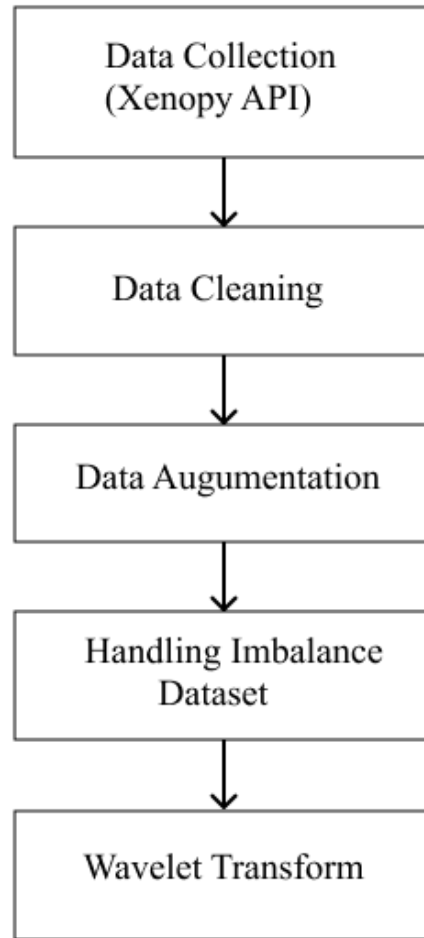 Data Collection
(Xenopy API)
Data Cleaning
Data Augumentation
Handling Imbalance
Dataset
Wavelet Transform